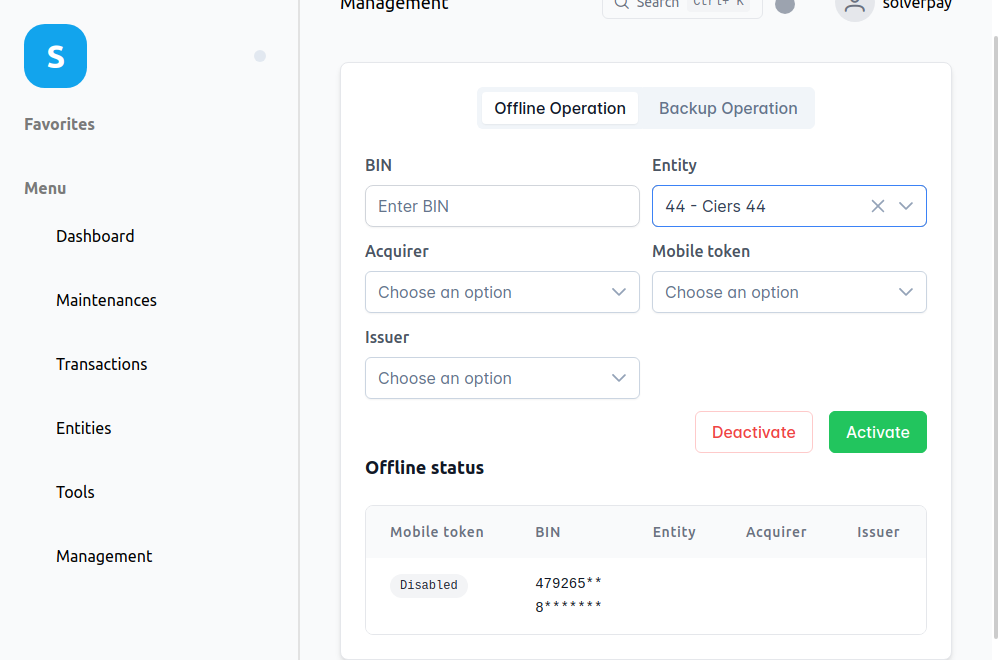 Management
Search Ctrl+ K
solverpay
S
Favorites
Menu
Dashboard
Maintenances
Transactions
Entities
Tools
Management
Offline Operation Backup Operation
BIN Entity
Enter BIN 44 - Ciers 44
Acquirer Mobile token
Choose an option Choose an option
Issuer
Choose an option
Deactivate Activate
Offline status
Mobile token BIN Entity Acquirer Issuer
Disabled 479265**
8*******